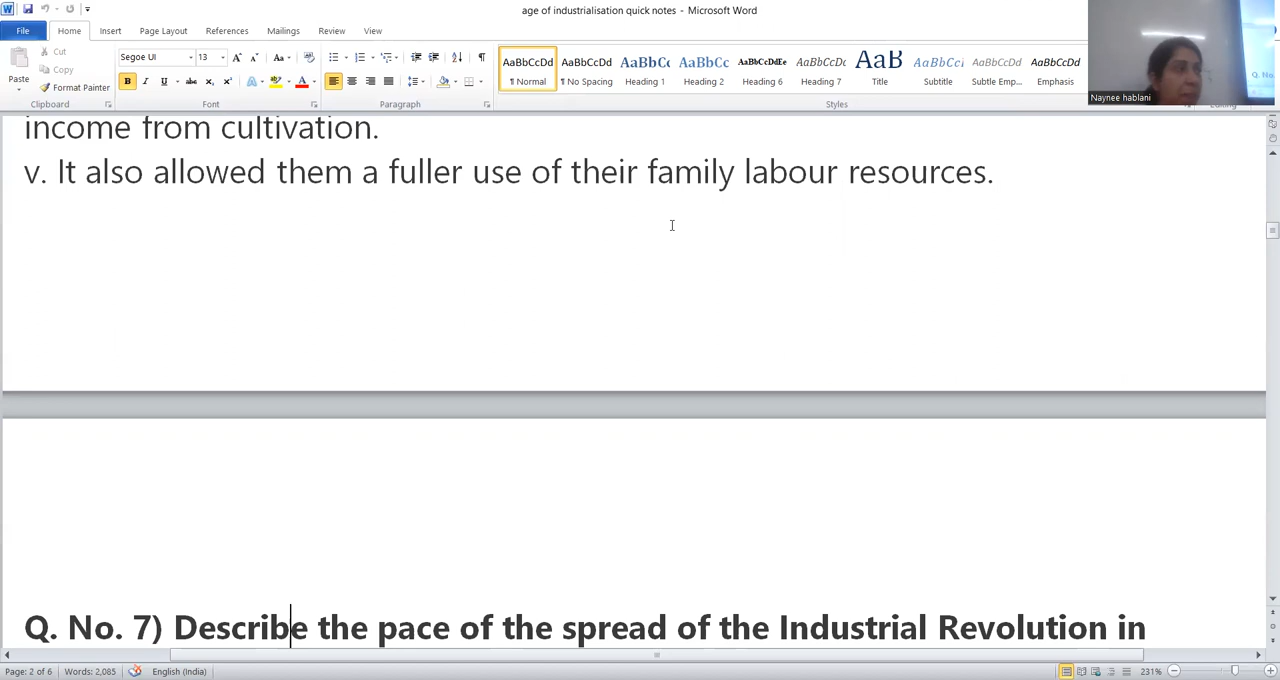 age of industrialisation quick notes - Microsoft Word
File Home Insert Page Layout References Mailings Review View
Paste
Cut
Copy
Format Painter
Clipboard
Segoe UI 13
Font
Paragraph
AaBbCcDd AaBbCcDd AaBbCc AaBbCc AaBbCcDdEe AaBbCcDc AaB AaBbCcl AaBbCcDd AaBbCcDd
¶ Normal ¶ No Spacing Heading 1 Heading 2 Heading 6 Heading 7 Title Subtitle Subtle Emp... Emphasis
Styles
Q. No.
Naynee hablani
income from cultivation.
v. It also allowed them a fuller use of their family labour resources.
Q. No. 7) Describe the pace of the spread of the Industrial Revolution in
Page: 2 of 6 Words: 2,085 English (India) 231%